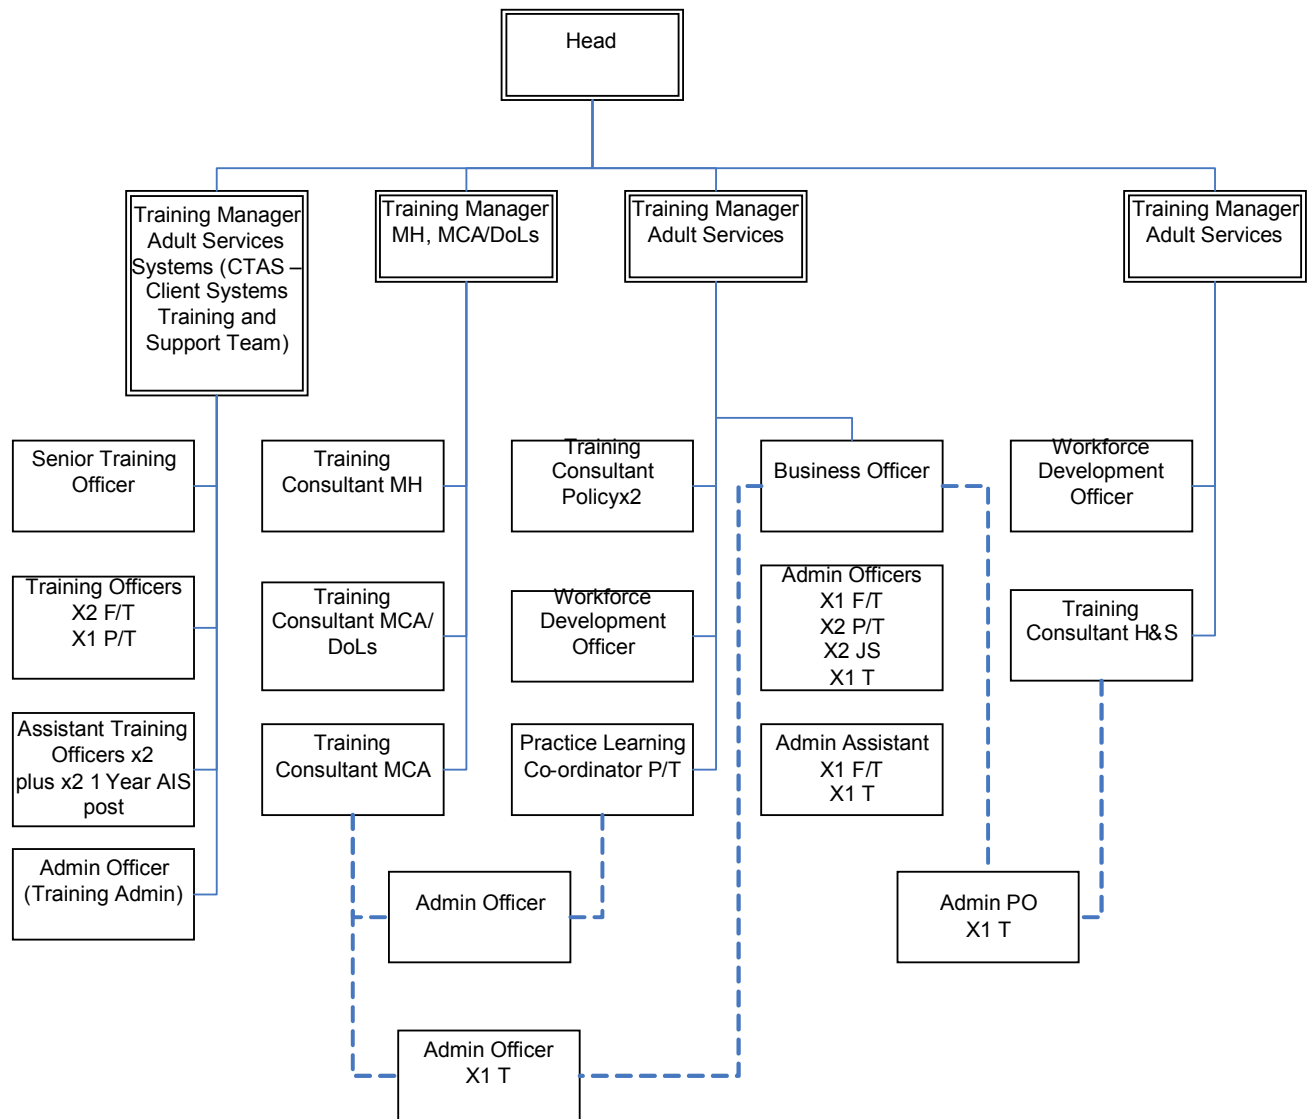 Head
Training Manager
Adult Services
Systems (CTAS –
Client Systems
Training and
Support Team)
Training Manager
MH, MCA/DoLs
Training Manager
Adult Services
Training Manager
Adult Services
Senior Training
Officer
Training
Consultant MH
Training
Consultant
Policyx2
Business Officer
Workforce
Development
Officer
Training Officers
X2 F/T
X1 P/T
Training
Consultant MCA/
DoLs
Workforce
Development
Officer
Admin Officers
X1 F/T
X2 P/T
X2 JS
X1 T
Training
Consultant H&S
Assistant Training
Officers x2
plus x2 1 Year AIS
post
Training
Consultant MCA
Practice Learning
Co-ordinator P/T
Admin Assistant
X1 F/T
X1 T
Admin Officer
(Training Admin)
Admin Officer
Admin PO
X1 T
Admin Officer
X1 T